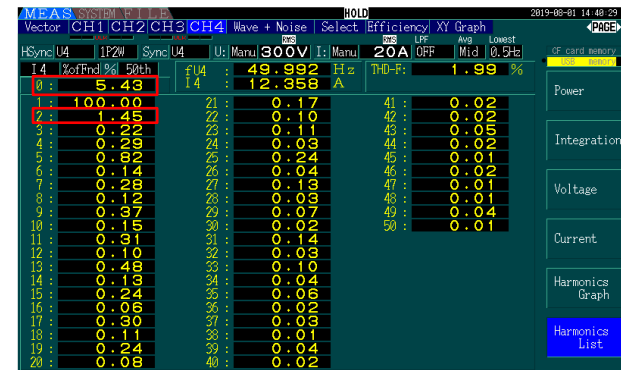 MEAS SYSTEM FILE HOLD 2019-08-01 14:40:29
Vector CH1 CH2 CH3 CH4 Wave + Noise Select Efficiency XY Graph ◀PAGE▶
RMS RMS LPF Avg Lowest
HSync U4 1P2W Sync U4 U: Manu 300V I: Manu 20A OFF Mid 0.5Hz CF card memory
USB memory
I4 %ofFnd % 50th fU4 : 49.992 Hz THD-F: 1.99 %
0 : 5.43 I4 : 12.358 A Power
1 : 100.00 21 : 0.17 41 : 0.02
2 : 1.45 22 : 0.10 42 : 0.02
3 : 0.22 23 : 0.11 43 : 0.05
4 : 0.29 24 : 0.03 44 : 0.02 Integration
5 : 0.82 25 : 0.24 45 : 0.01
6 : 0.14 26 : 0.04 46 : 0.02
7 : 0.28 27 : 0.13 47 : 0.01 Voltage
8 : 0.12 28 : 0.03 48 : 0.01
9 : 0.37 29 : 0.07 49 : 0.04
10 : 0.15 30 : 0.02 50 : 0.01
11 : 0.31 31 : 0.14 Current
12 : 0.10 32 : 0.03
13 : 0.48 33 : 0.10
14 : 0.13 34 : 0.04 Harmonics
15 : 0.24 35 : 0.06 Graph
16 : 0.06 36 : 0.02
17 : 0.30 37 : 0.03
18 : 0.11 38 : 0.01 Harmonics
19 : 0.24 39 : 0.04 List
20 : 0.08 40 : 0.02